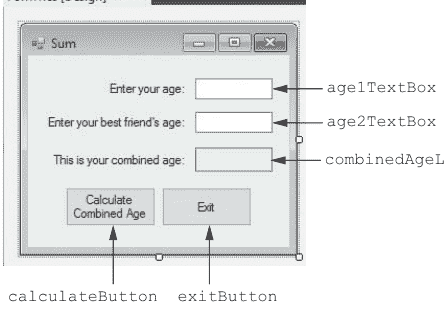 Sum
Enter your age:
age1TextBox
Enter your best friend's age:
age2TextBox
This is your combined age:
combinedAgeL
Calculate
Combined Age
Exit
calculateButton exitButton